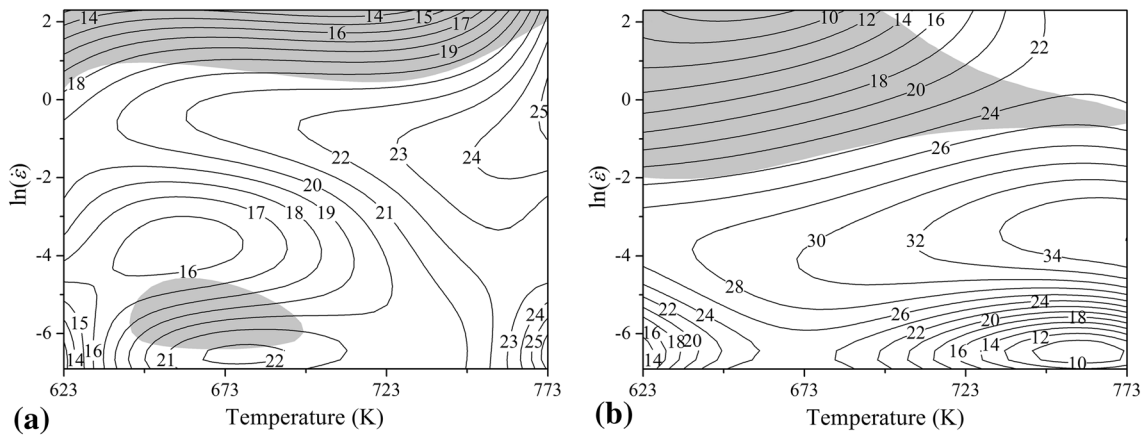 14 15
16 17
19
18
25
22 23 24
20
17 18 19 21
16
15 24
16 23
14 21 22 25
2
0
-2
-4
-6
ln(ε̇)
623 673 723 773
Temperature (K)
(a)
10 12 14 16
22
18
20
24
26
30 32
34
28
22 24 26 24
22 20 18
16 18 20 16 14 12
14 10
2
0
-2
-4
-6
ln(ε̇)
623 673 723 773
Temperature (K)
(b)